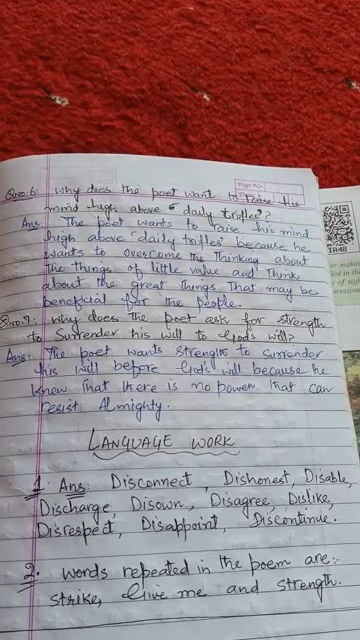 Q.no.6: Why does the poet want to raise his
mind high above "daily trifles"?
Ans The poet wants to raise his mind
high above 'daily trifles' because he
wants to overcome the thinking about
the things of little value and think
about the great things that may be
beneficial for the people.
Q.no.7: Why does the poet ask for strength
to Surrender his will to God's will?
Ans: The poet wants strength to surrender
his will before God's will because he
knew that there is no power that can
resist Almighty.
LANGUAGE WORK
1. Ans: Disconnect, Dishonest, Disable,
Discharge, Disown, Disagree Dislike,
Disrespect, Disappoint, Discontinue.
2. Words repeated in the poem are:-
strike, Give me and strength.